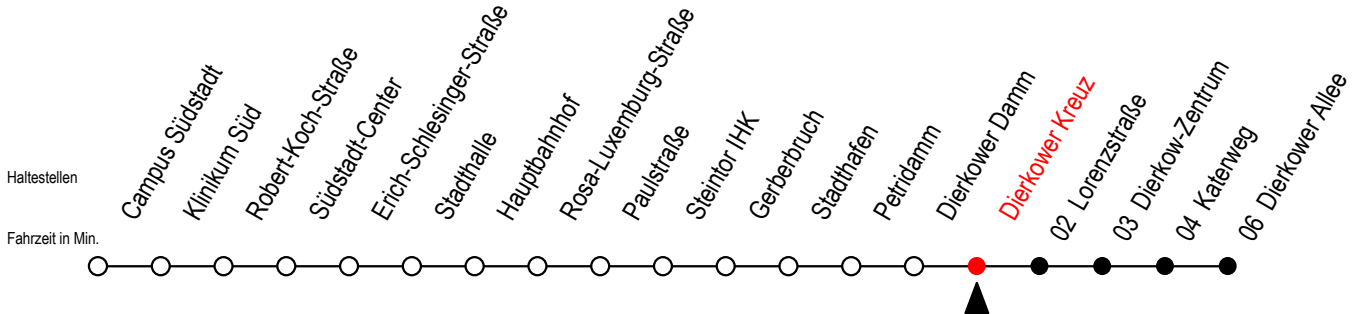 Haltestellen
Campus Südstadt
Klinikum Süd
Robert-Koch-Straße
Südstadt-Center
Erich-Schlesinger-Straße
Stadthalle
Hauptbahnhof
Rosa-Luxemburg-Straße
Paulstraße
Steintor IHK
Gerberbruch
Stadthafen
Petridamm
Dierkower Damm
Dierkower Kreuz
02 Lorenzstraße
03 Dierkow-Zentrum
04 Katerweg
06 Dierkower Allee
Fahrzeit in Min.